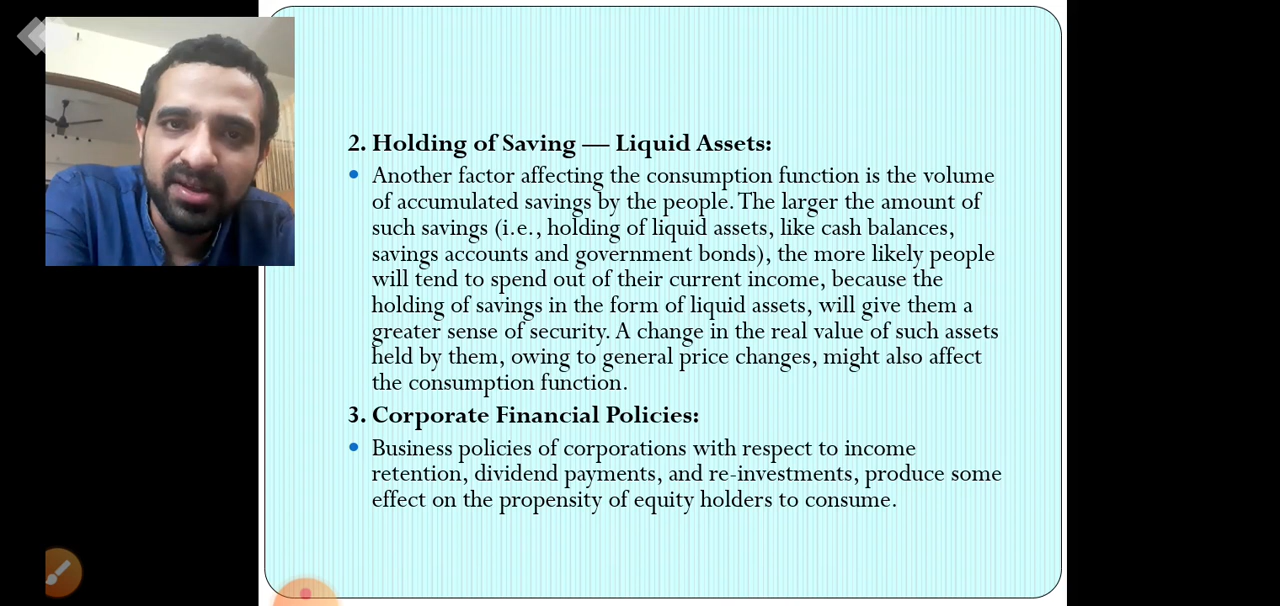 2. Holding of Saving — Liquid Assets:
• Another factor affecting the consumption function is the volume
of accumulated savings by the people. The larger the amount of
such savings (i.e., holding of liquid assets, like cash balances,
savings accounts and government bonds), the more likely people
will tend to spend out of their current income, because the
holding of savings in the form of liquid assets, will give them a
greater sense of security. A change in the real value of such assets
held by them, owing to general price changes, might also affect
the consumption function.
3. Corporate Financial Policies:
• Business policies of corporations with respect to income
retention, dividend payments, and re-investments, produce some
effect on the propensity of equity holders to consume.